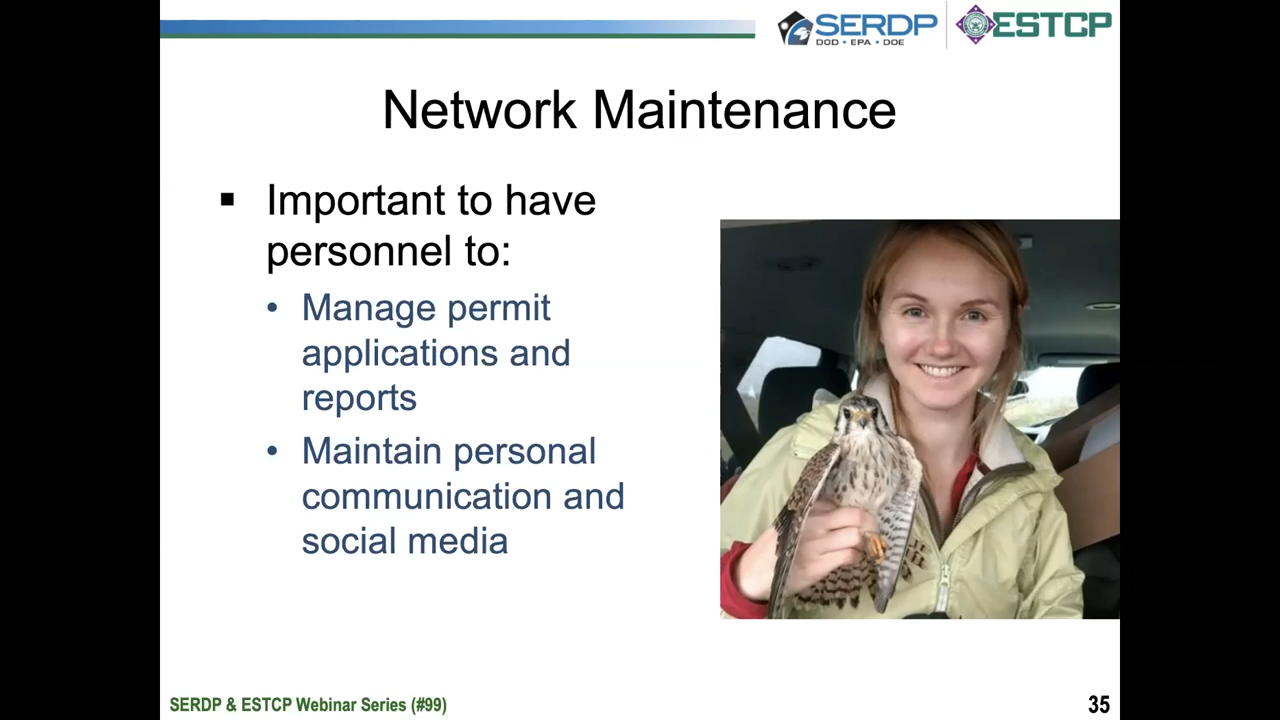 SERDP
DOD • EPA • DOE
ESTCP
Network Maintenance
▪ Important to have
personnel to:
• Manage permit
applications and
reports
• Maintain personal
communication and
social media
SERDP & ESTCP Webinar Series (#99)
35